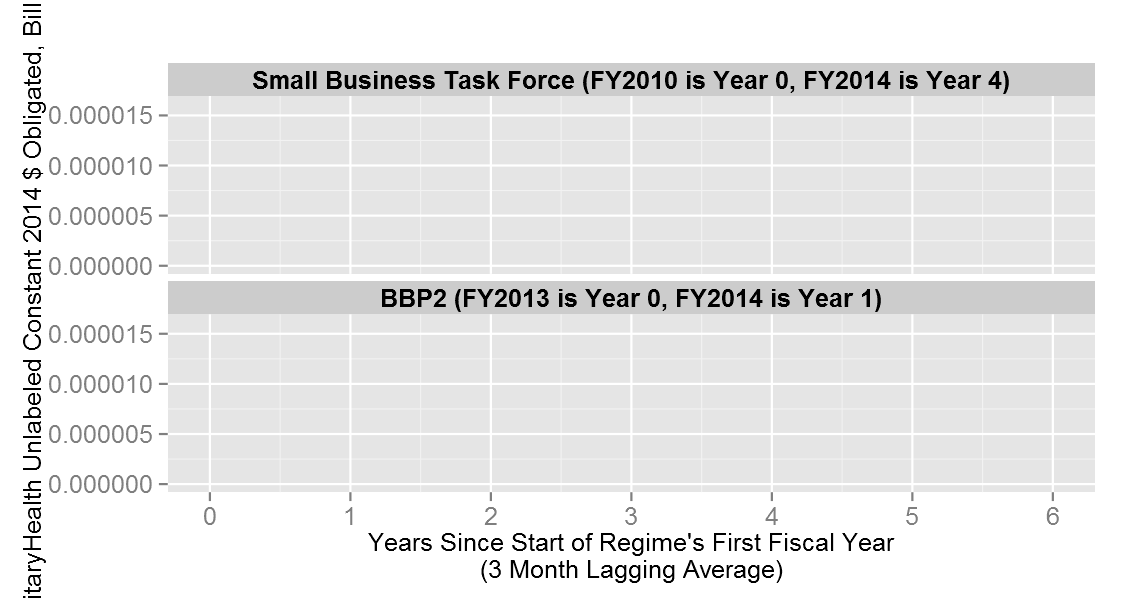 itaryHealth Unlabeled Constant 2014 $ Obligated, Bill
Small Business Task Force (FY2010 is Year 0, FY2014 is Year 4)
0.000015
0.000010
0.000005
0.000000
BBP2 (FY2013 is Year 0, FY2014 is Year 1)
0.000015
0.000010
0.000005
0.000000
0 1 2 3 4 5 6
Years Since Start of Regime's First Fiscal Year
(3 Month Lagging Average)